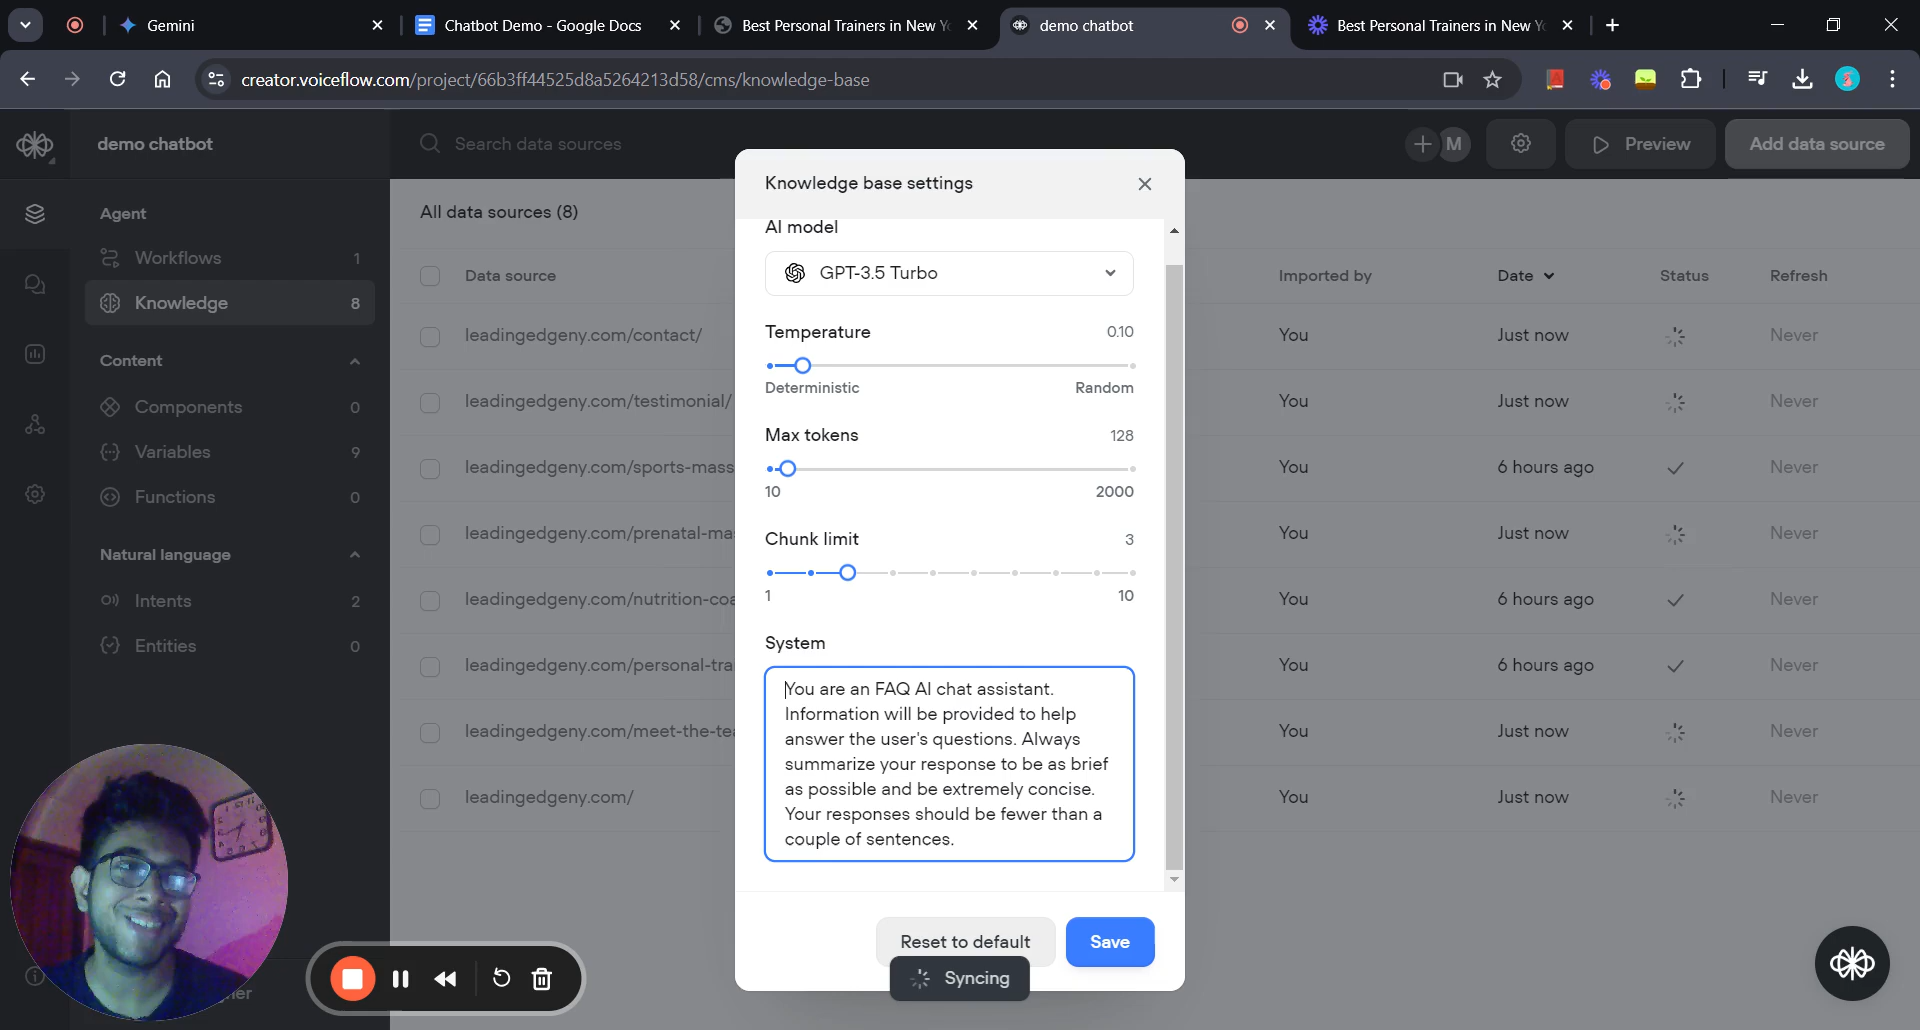 Gemini
Chatbot Demo - Google Docs
Best Personal Trainers in New Yo
demo chatbot
Best Personal Trainers in New Yo
creator.voiceflow.com/project/66b3ff44525d8a5264213d58/cms/knowledge-base
demo chatbot
Search data sources
M
Preview
Add data source
Agent
Workflows 1
Knowledge 8
Content
Components 0
Variables 9
Functions 0
Natural language
Intents 2
Entities 0
All data sources (8)
Data source
Imported by
Date
Status
Refresh
leadingedgeny.com/contact/
You
Just now
Never
leadingedgeny.com/testimonial/
You
Just now
Never
leadingedgeny.com/sports-mass
You
6 hours ago
Never
leadingedgeny.com/prenatal-ma
You
Just now
Never
leadingedgeny.com/nutrition-coa
You
6 hours ago
Never
leadingedgeny.com/personal-tra
You
6 hours ago
Never
leadingedgeny.com/meet-the-tea
You
Just now
Never
leadingedgeny.com/
You
Just now
Never
Knowledge base settings
AI model
GPT-3.5 Turbo
Temperature 0.10
Deterministic Random
Max tokens 128
10 2000
Chunk limit 3
1 10
System
You are an FAQ AI chat assistant.
Information will be provided to help
answer the user's questions. Always
summarize your response to be as brief
as possible and be extremely concise.
Your responses should be fewer than a
couple of sentences.
Reset to default
Save
Syncing